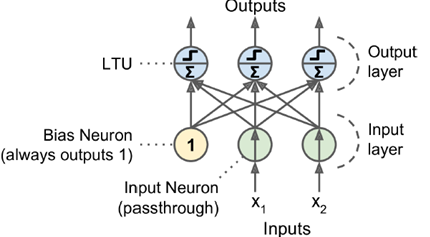 Outputs
LTU
Σ
Σ
Σ
Output
layer
Bias Neuron
(always outputs 1)
1
Input
layer
Input Neuron
(passthrough)
x1
x2
Inputs